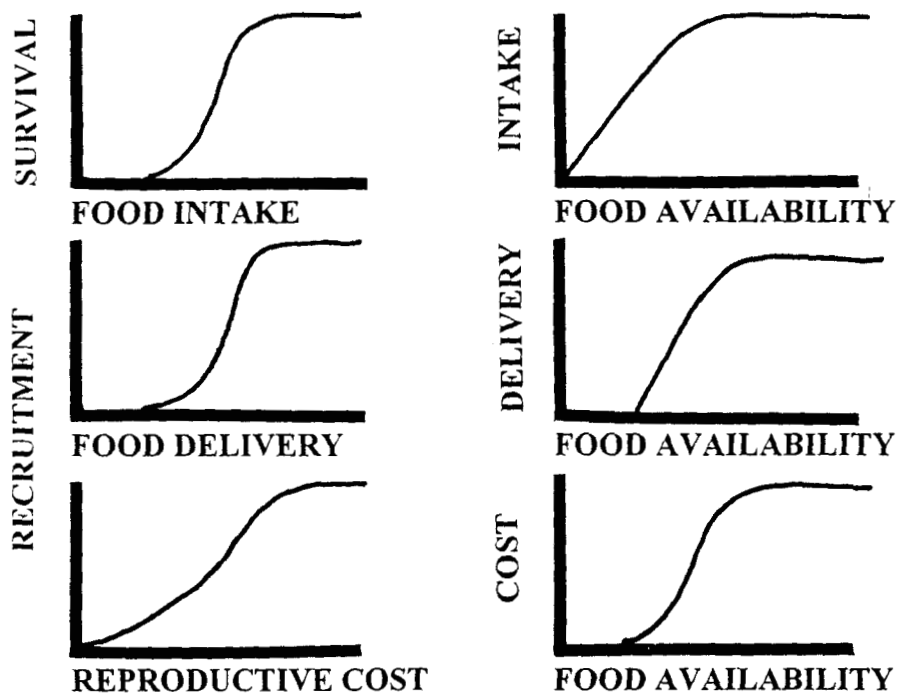 SURVIVAL
FOOD INTAKE
INTAKE
FOOD AVAILABILITY
RECRUITMENT
FOOD DELIVERY
DELIVERY
FOOD AVAILABILITY
REPRODUCTIVE COST
COST
FOOD AVAILABILITY